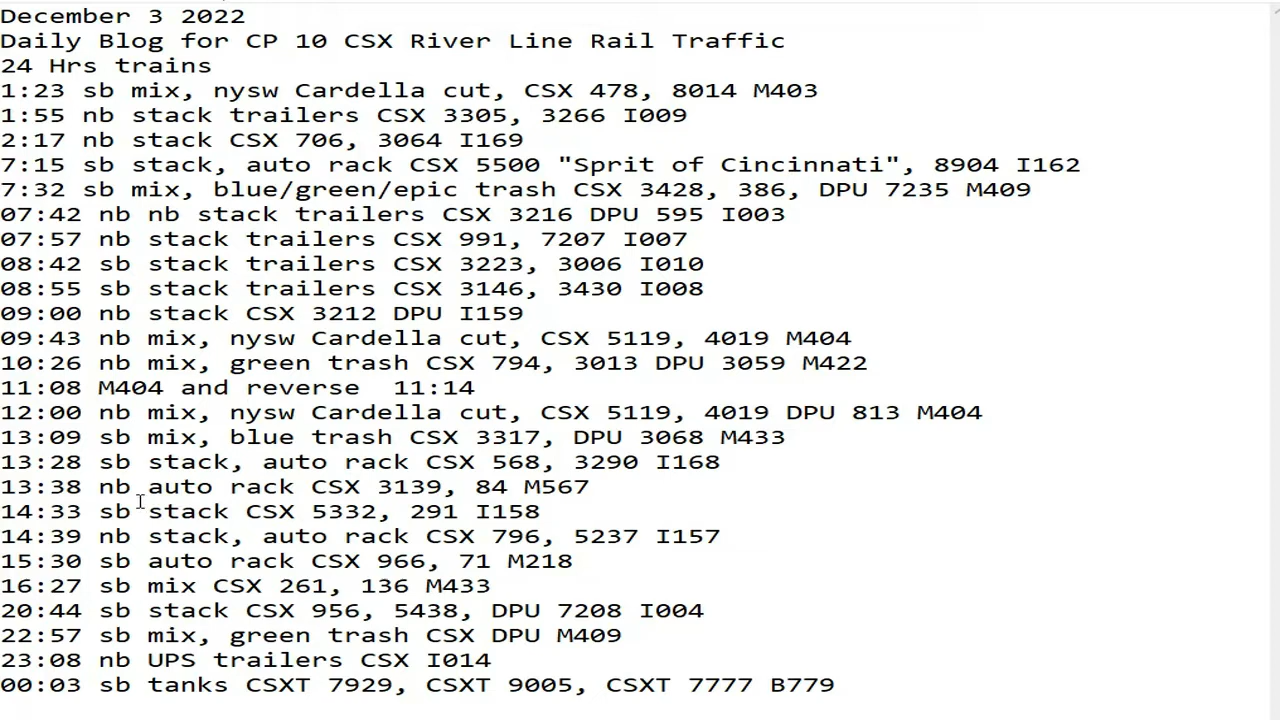 December 3 2022
Daily Blog for CP 10 CSX River Line Rail Traffic
24 Hrs trains
1:23 sb mix, nysw Cardella cut, CSX 478, 8014 M403
1:55 nb stack trailers CSX 3305, 3266 I009
2:17 nb stack CSX 706, 3064 I169
7:15 sb stack, auto rack CSX 5500 "Sprit of Cincinnati", 8904 I162
7:32 sb mix, blue/green/epic trash CSX 3428, 386, DPU 7235 M409
07:42 nb nb stack trailers CSX 3216 DPU 595 I003
07:57 nb stack trailers CSX 991, 7207 I007
08:42 sb stack trailers CSX 3223, 3006 I010
08:55 sb stack trailers CSX 3146, 3430 I008
09:00 nb stack CSX 3212 DPU I159
09:43 nb mix, nysw Cardella cut, CSX 5119, 4019 M404
10:26 nb mix, green trash CSX 794, 3013 DPU 3059 M422
11:08 M404 and reverse  11:14
12:00 nb mix, nysw Cardella cut, CSX 5119, 4019 DPU 813 M404
13:09 sb mix, blue trash CSX 3317, DPU 3068 M433
13:28 sb stack, auto rack CSX 568, 3290 I168
13:38 nb auto rack CSX 3139, 84 M567
14:33 sb stack CSX 5332, 291 I158
14:39 nb stack, auto rack CSX 796, 5237 I157
15:30 sb auto rack CSX 966, 71 M218
16:27 sb mix CSX 261, 136 M433
20:44 sb stack CSX 956, 5438, DPU 7208 I004
22:57 sb mix, green trash CSX DPU M409
23:08 nb UPS trailers CSX I014
00:03 sb tanks CSXT 7929, CSXT 9005, CSXT 7777 B779